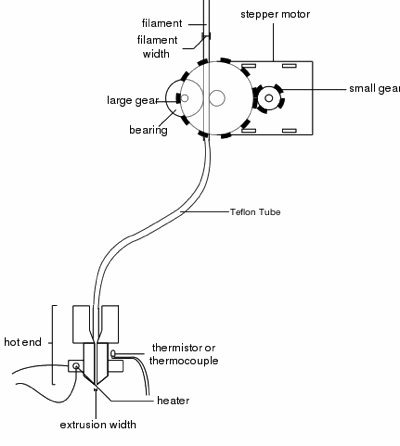 stepper motor
filament
filament
width
small gear
large gear
bearing
Teflon Tube
hot end
thermistor or
thermocouple
heater
extrusion width